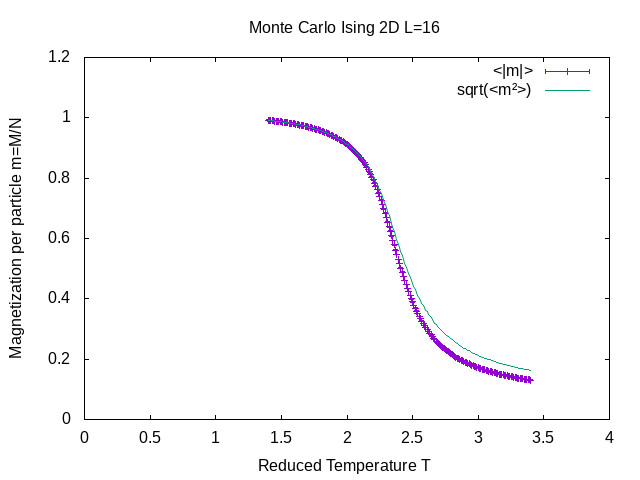 Monte Carlo Ising 2D L=16
<|m|>
sqrt(<m²>)
Magnetization per particle m=M/N
1.2
1
0.8
0.6
0.4
0.2
0
0 0.5 1 1.5 2 2.5 3 3.5 4
Reduced Temperature T